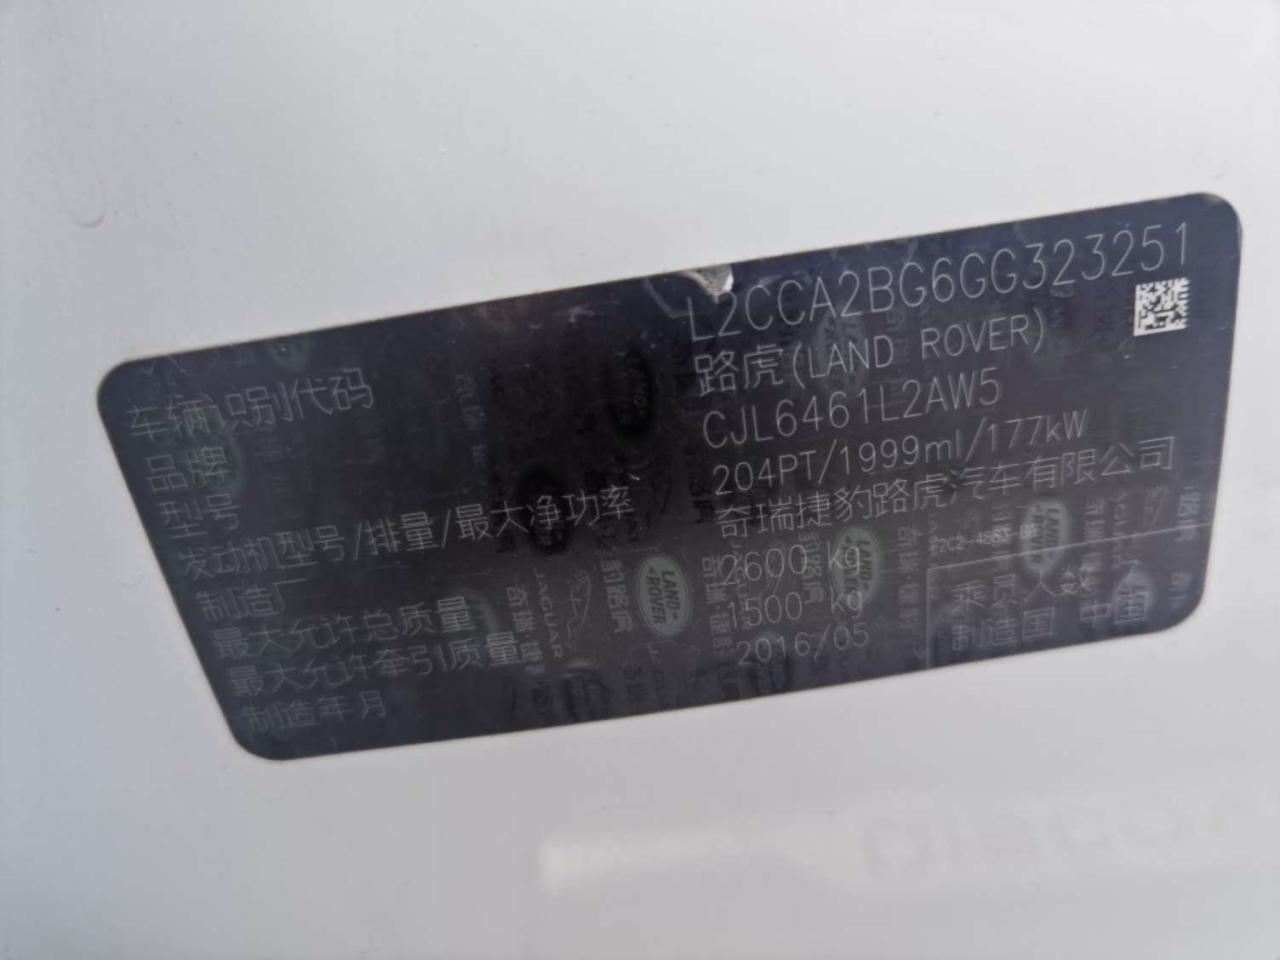 车辆识别代码 L2CCA2BG6GG323251
品牌 路虎(LAND ROVER)
型号 CJL6461L2AW5
发动机型号/排量/最大净功率 204PT/1999ml/177kW
制造厂 奇瑞捷豹路虎汽车有限公司
最大允许总质量 2600 kg
最大允许牵引质量 1500 kg 乘员人数 7
制造年月 2016/05 制造国 中国
LAND ROVER
JAGUAR